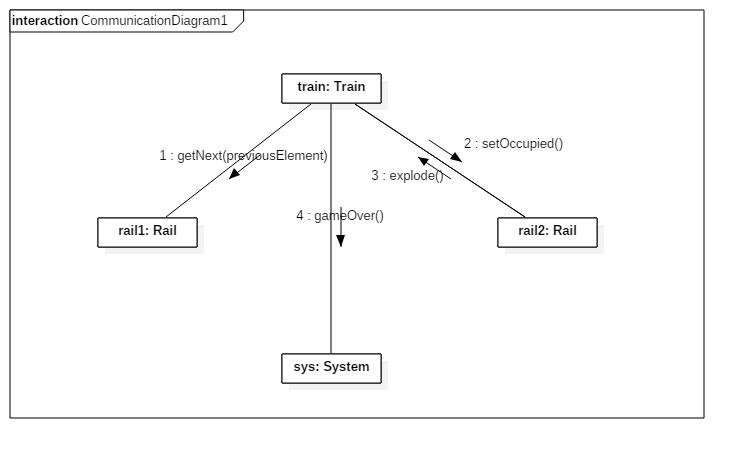 interaction CommunicationDiagram1
train: Train
2 : setOccupied()
1 : getNext(previousElement)
3 : explode()
4 : gameOver()
rail1: Rail
rail2: Rail
sys: System